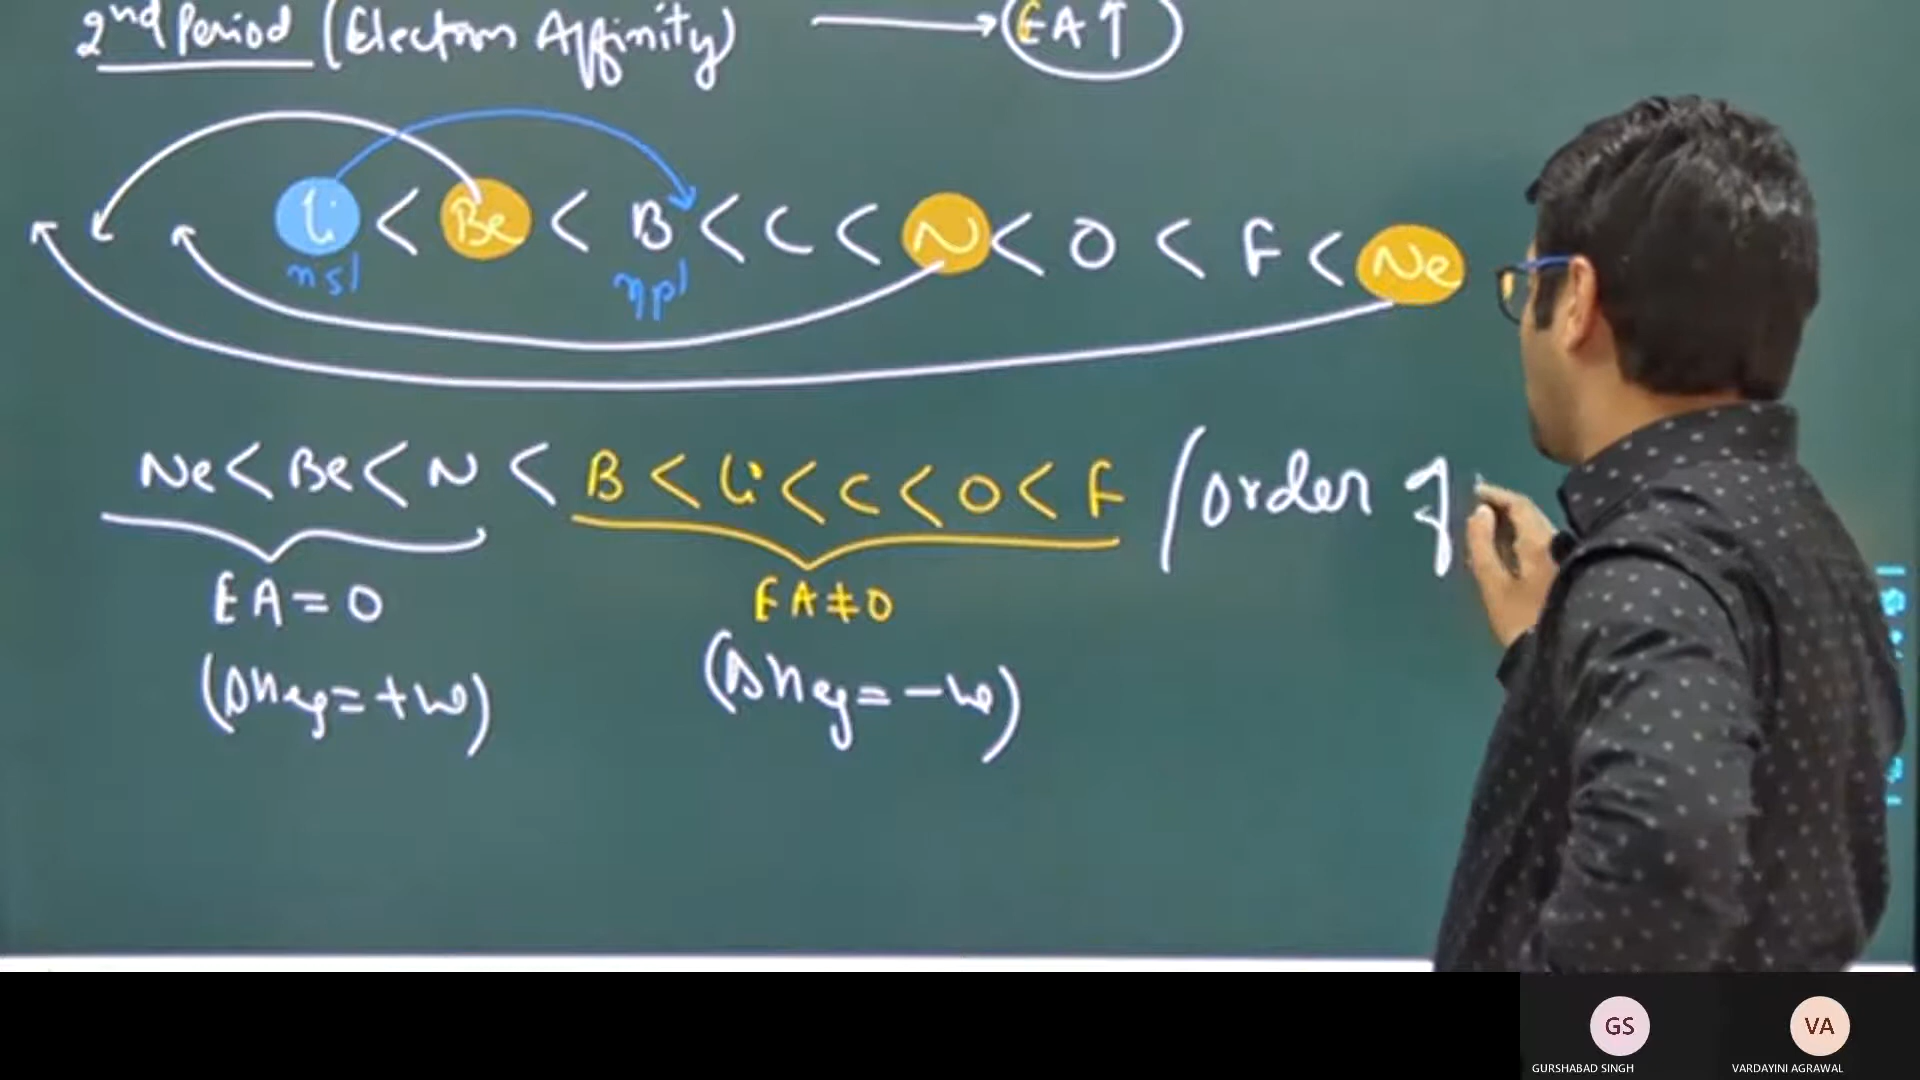 2nd Period (Electron Affinity) → EA↑
Li < Be < B < C < N < O < F < Ne
ns1 np1
Ne < Be < N < B < Li < C < O < F / order of
EA = 0 EA ≠ 0
(ΔHeg = +ve) (ΔHeg = -ve)
GS VA
GURSHABAD SINGH VARDAYINI AGRAWAL